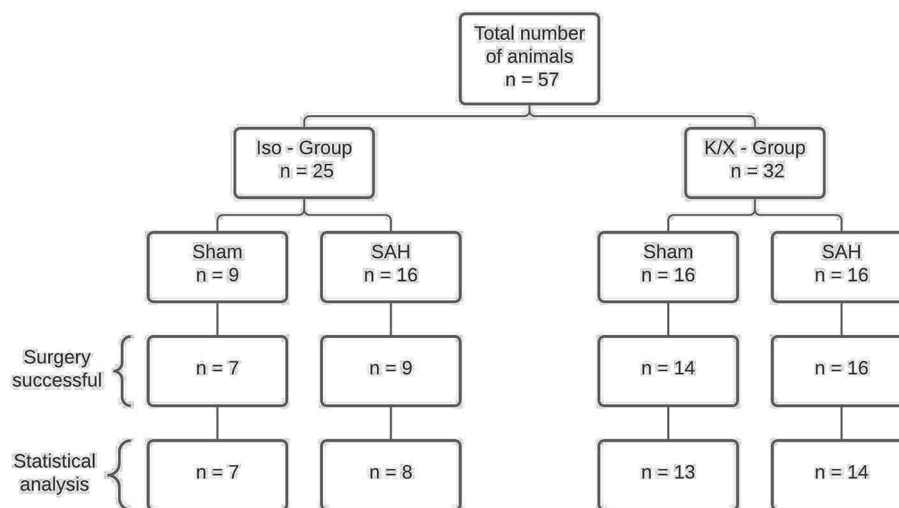 Total number
of animals
n = 57
Iso - Group
n = 25
K/X - Group
n = 32
Sham
n = 9
SAH
n = 16
Sham
n = 16
SAH
n = 16
Surgery
successful
n = 7
n = 9
n = 14
n = 16
Statistical
analysis
n = 7
n = 8
n = 13
n = 14